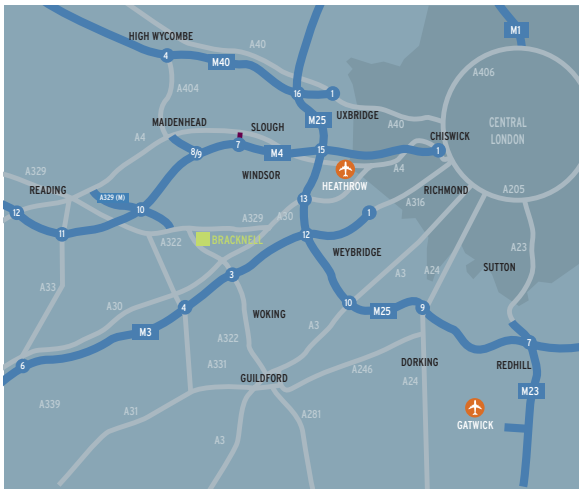 M1
HIGH WYCOMBE
A40
4
M40
A406
A404
16
1
M25
UXBRIDGE
CENTRAL
LONDON
MAIDENHEAD
SLOUGH
A40
CHISWICK
A4
7
8/9
M4
15
1
A329
WINDSOR
HEATHROW
A4
READING
A329 (M)
RICHMOND
A205
13
A316
12
10
A329
A30
1
11
A322
BRACKNELL
12
A23
WEYBRIDGE
3
A3
A24
SUTTON
A33
A30
4
10
M25
9
WOKING
M3
A3
A322
7
6
A331
A246
DORKING
REDHILL
GUILDFORD
A24
M23
A339
A31
A281
GATWICK
A3